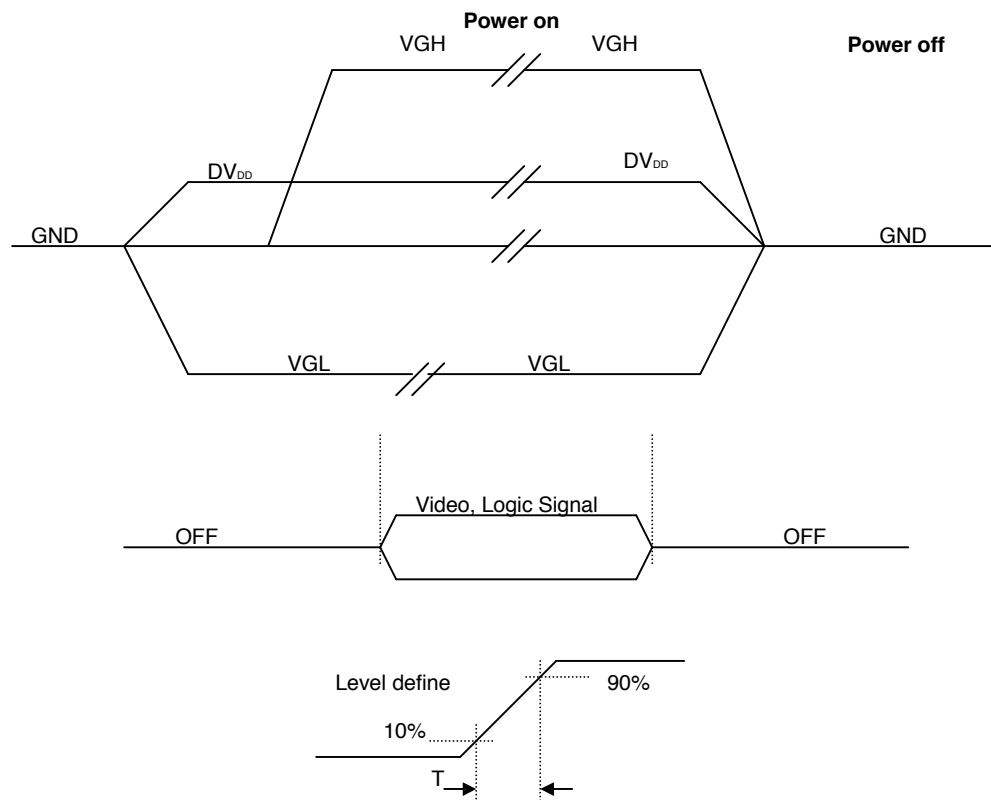 Power on
VGH VGH
Power off
DVDD DVDD
GND GND
VGL VGL
Video, Logic Signal
OFF OFF
Level define
90%
10%
T